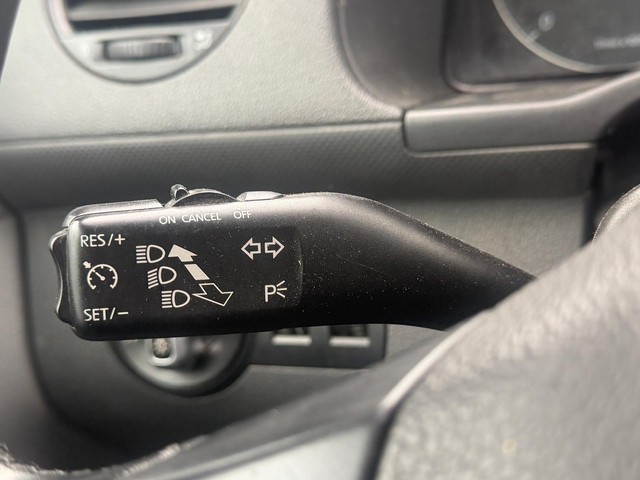 ON CANCEL OFF
RES/+
SET/-
P